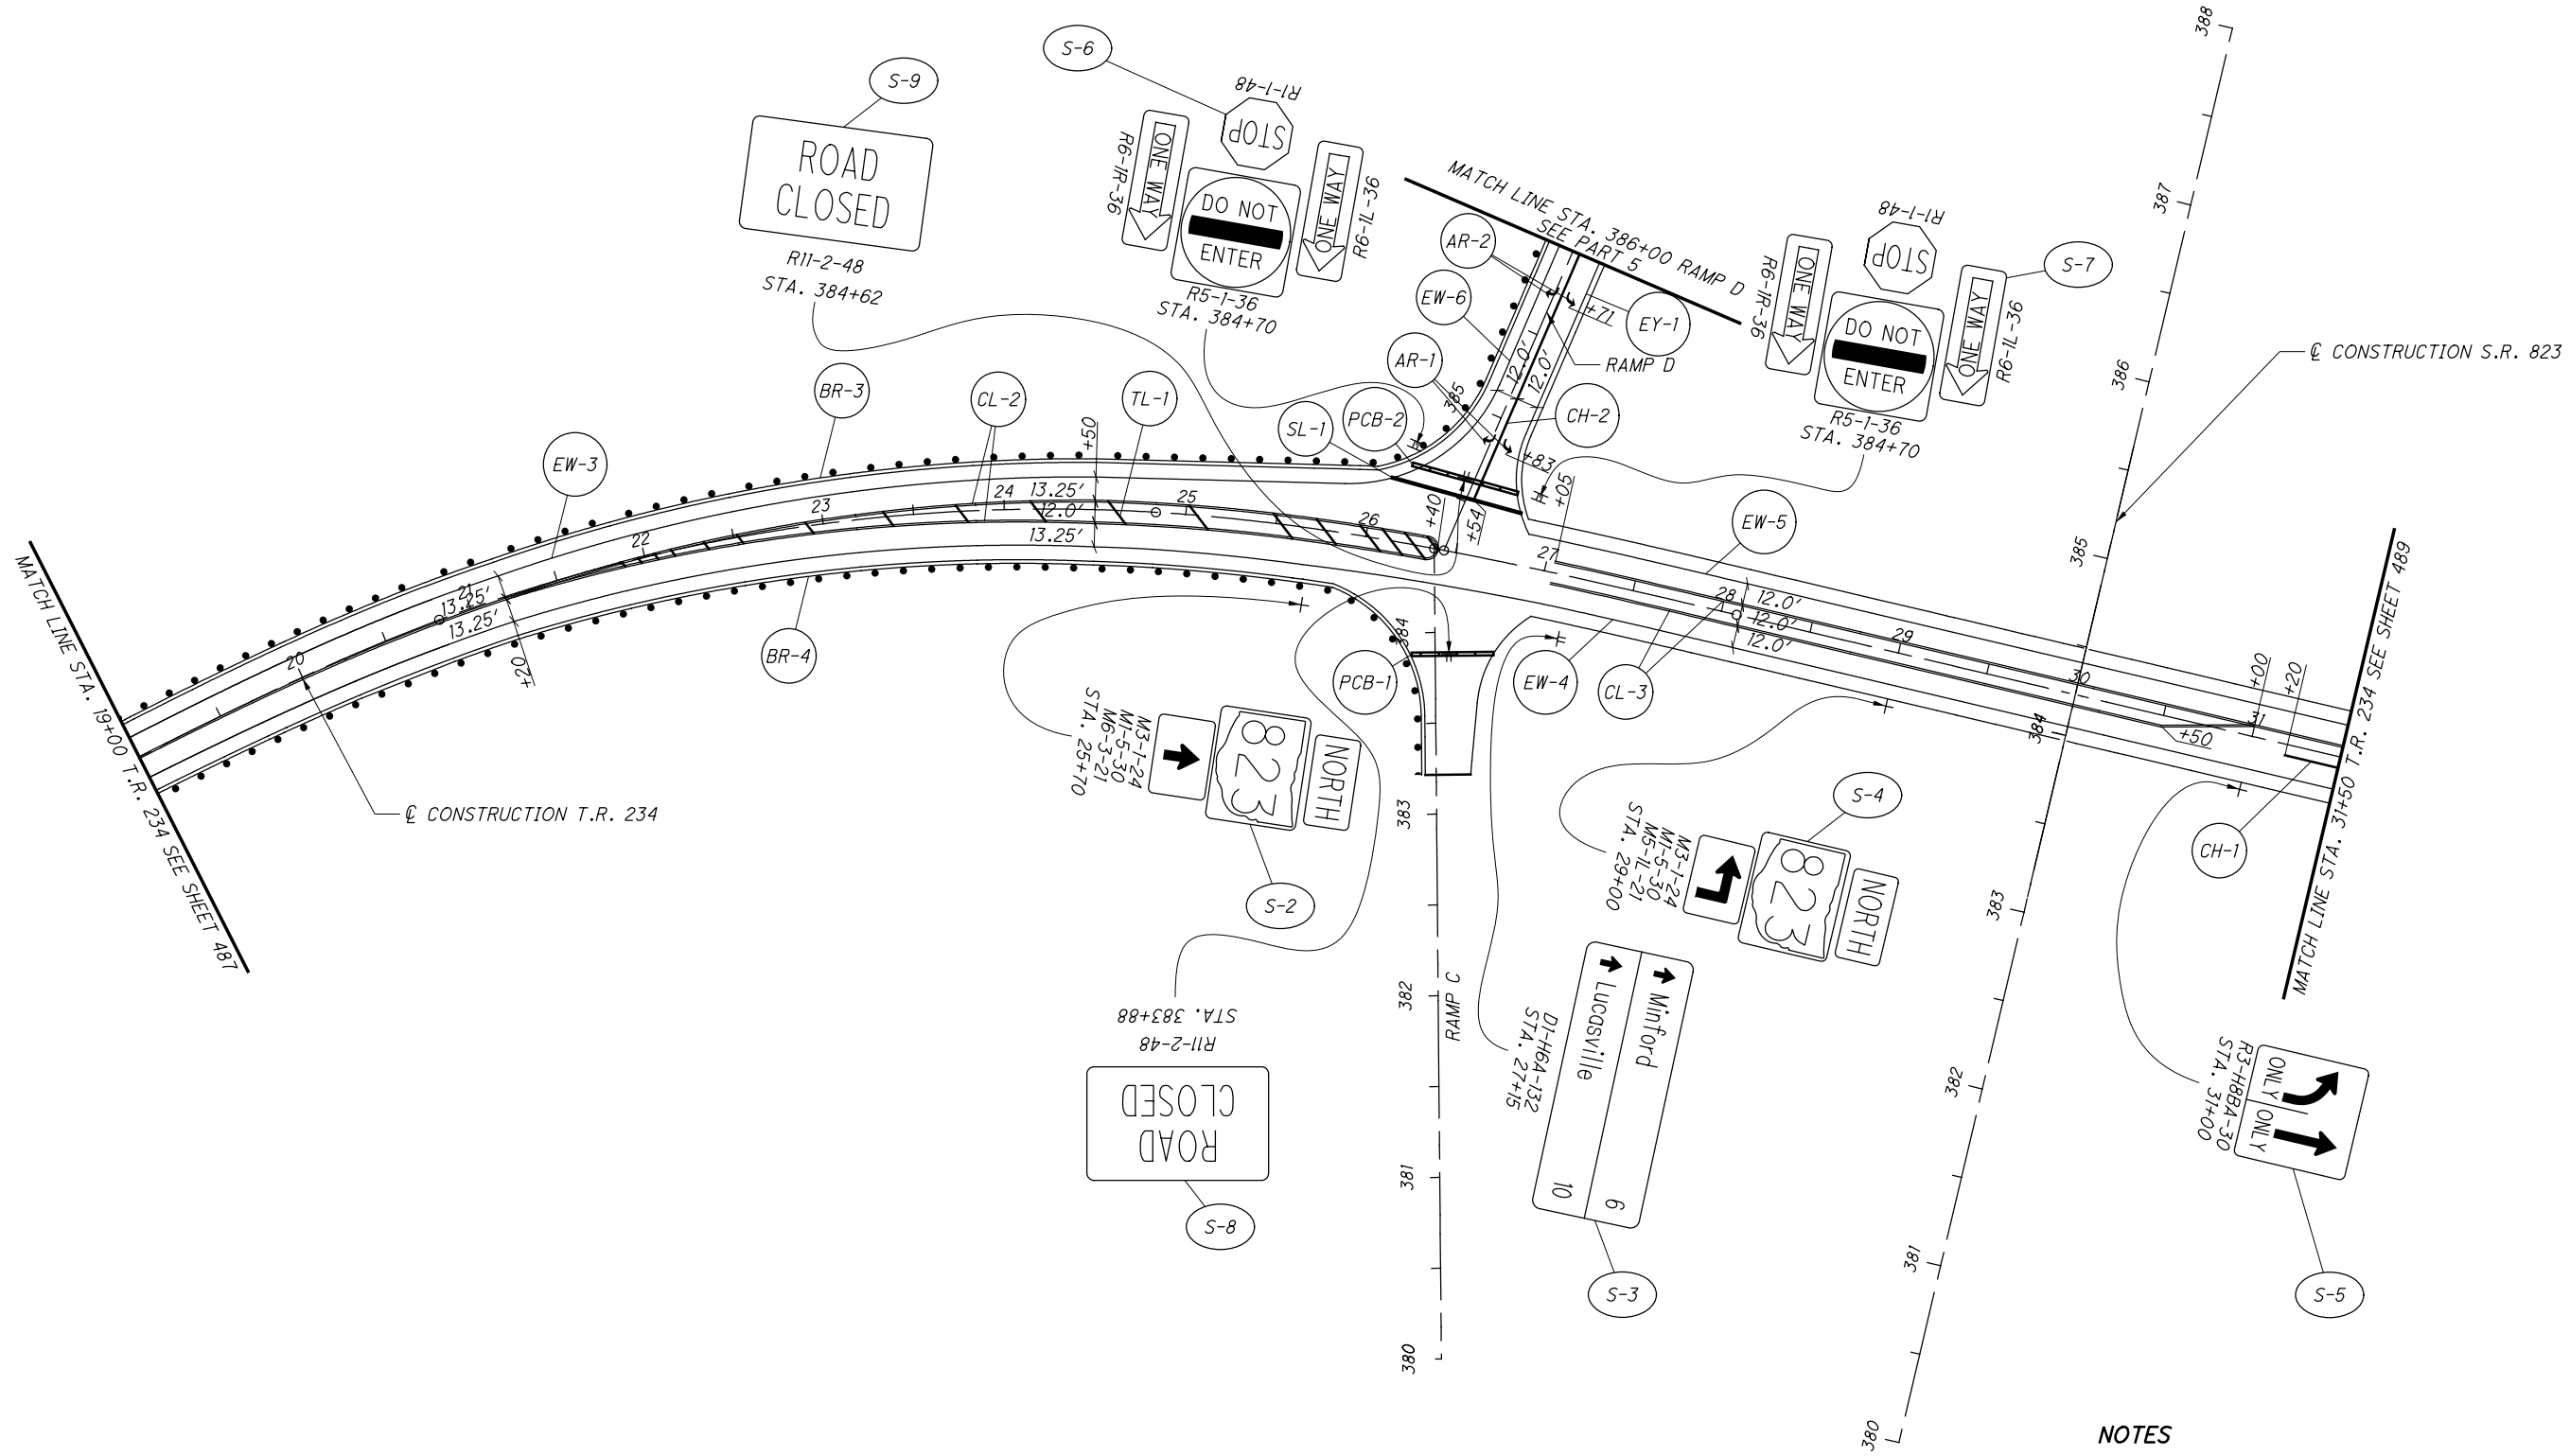 S-9
ROAD
CLOSED
R11-2-48
STA. 384+62
S-6
R1-1-48
STOP
R6-1R-36
ONE WAY
DO NOT
ENTER
ONE WAY
R6-1L-36
R5-1-36
STA. 384+70
MATCH LINE STA. 386+00 RAMP D
SEE PART 5
AR-2
EW-6
+71
EY-1
AR-1
12.0'
12.0'
RAMP D
385
CH-2
PCB-2
SL-1
+83
+40
+54
+05
R1-1-48
STOP
S-7
R6-1R-36
ONE WAY
DO NOT
ENTER
ONE WAY
R6-1L-36
R5-1-36
STA. 384+70
388
387
386
385
384
383
382
381
380
℄ CONSTRUCTION S.R. 823
BR-3
CL-2
TL-1
EW-3
+50
13.25'
12.0'
13.25'
20
21
22
23
24
25
26
27
28
29
30
31
13.25'
13.25'
+20
MATCH LINE STA. 19+00 T.R. 234 SEE SHEET 487
℄ CONSTRUCTION T.R. 234
BR-4
EW-5
12.0'
12.0'
12.0'
PCB-1
EW-4
CL-3
+00
+20
+50
MATCH LINE STA. 31+50 T.R. 234 SEE SHEET 489
CH-1
384
383
382
381
380
RAMP C
NORTH
823
M3-1-24
M1-5-30
M6-3-21
STA. 25+70
S-2
S-4
NORTH
823
M3-1-24
M1-5-30
M5-1L-21
STA. 29+00
STA. 383+88
R11-2-48
ROAD
CLOSED
S-8
Minford 6
Lucasville 10
D1-H6A-132
STA. 27+15
S-3
ONLY
ONLY
R3-H8BA-30
STA. 31+00
S-5
NOTES